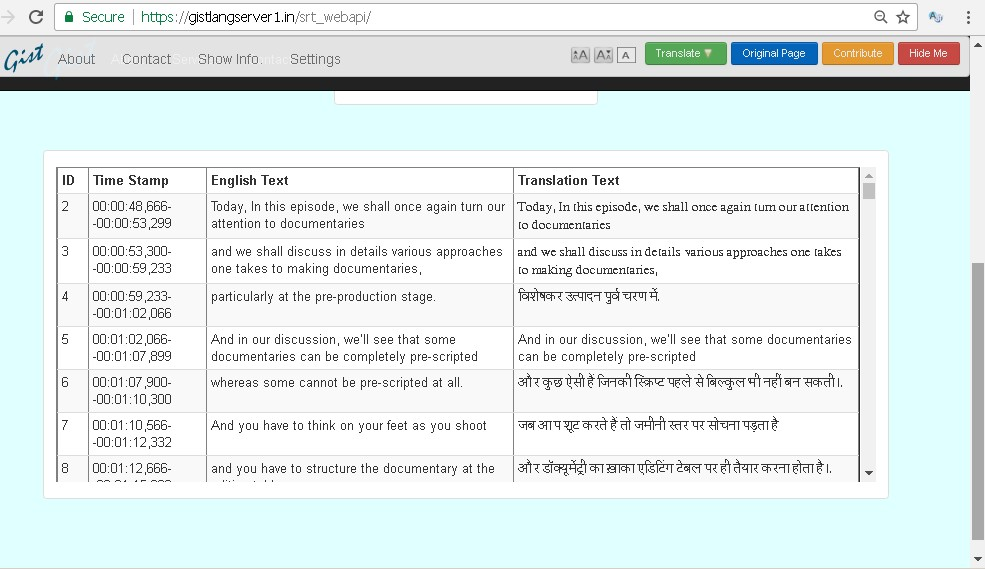 Secure | https://gistlangserver1.in/srt_webapi/
Gist About Contact Show Info. Settings A A A Translate Original Page Contribute Hide Me
ID Time Stamp English Text Translation Text
2 00:00:48,666- Today, In this episode, we shall once again turn our Today, In this episode, we shall once again turn our attention
-00:00:53,299 attention to documentaries to documentaries
3 00:00:53,300- and we shall discuss in details various approaches and we shall discuss in details various approaches one takes
-00:00:59,233 one takes to making documentaries, to making documentaries,
4 00:00:59,233- particularly at the pre-production stage. विशेषकर उत्पादन पुर्व चरण में.
-00:01:02,066
5 00:01:02,066- And in our discussion, we'll see that some And in our discussion, we'll see that some documentaries
-00:01:07,899 documentaries can be completely pre-scripted can be completely pre-scripted
6 00:01:07,900- whereas some cannot be pre-scripted at all. और कुछ ऐसी हैं जिनकी स्क्रिप्ट पहले से बिल्कुल भी नहीं बन सकती।.
-00:01:10,300
7 00:01:10,566- And you have to think on your feet as you shoot जब आप शूट करते हैं तो जमीनी स्तर पर सोचना पड़ता है
-00:01:12,332
8 00:01:12,666- and you have to structure the documentary at the और डॉक्यूमेंट्री का ख़ाका एडिटिंग टेबल पर ही तैयार करना होता है।.